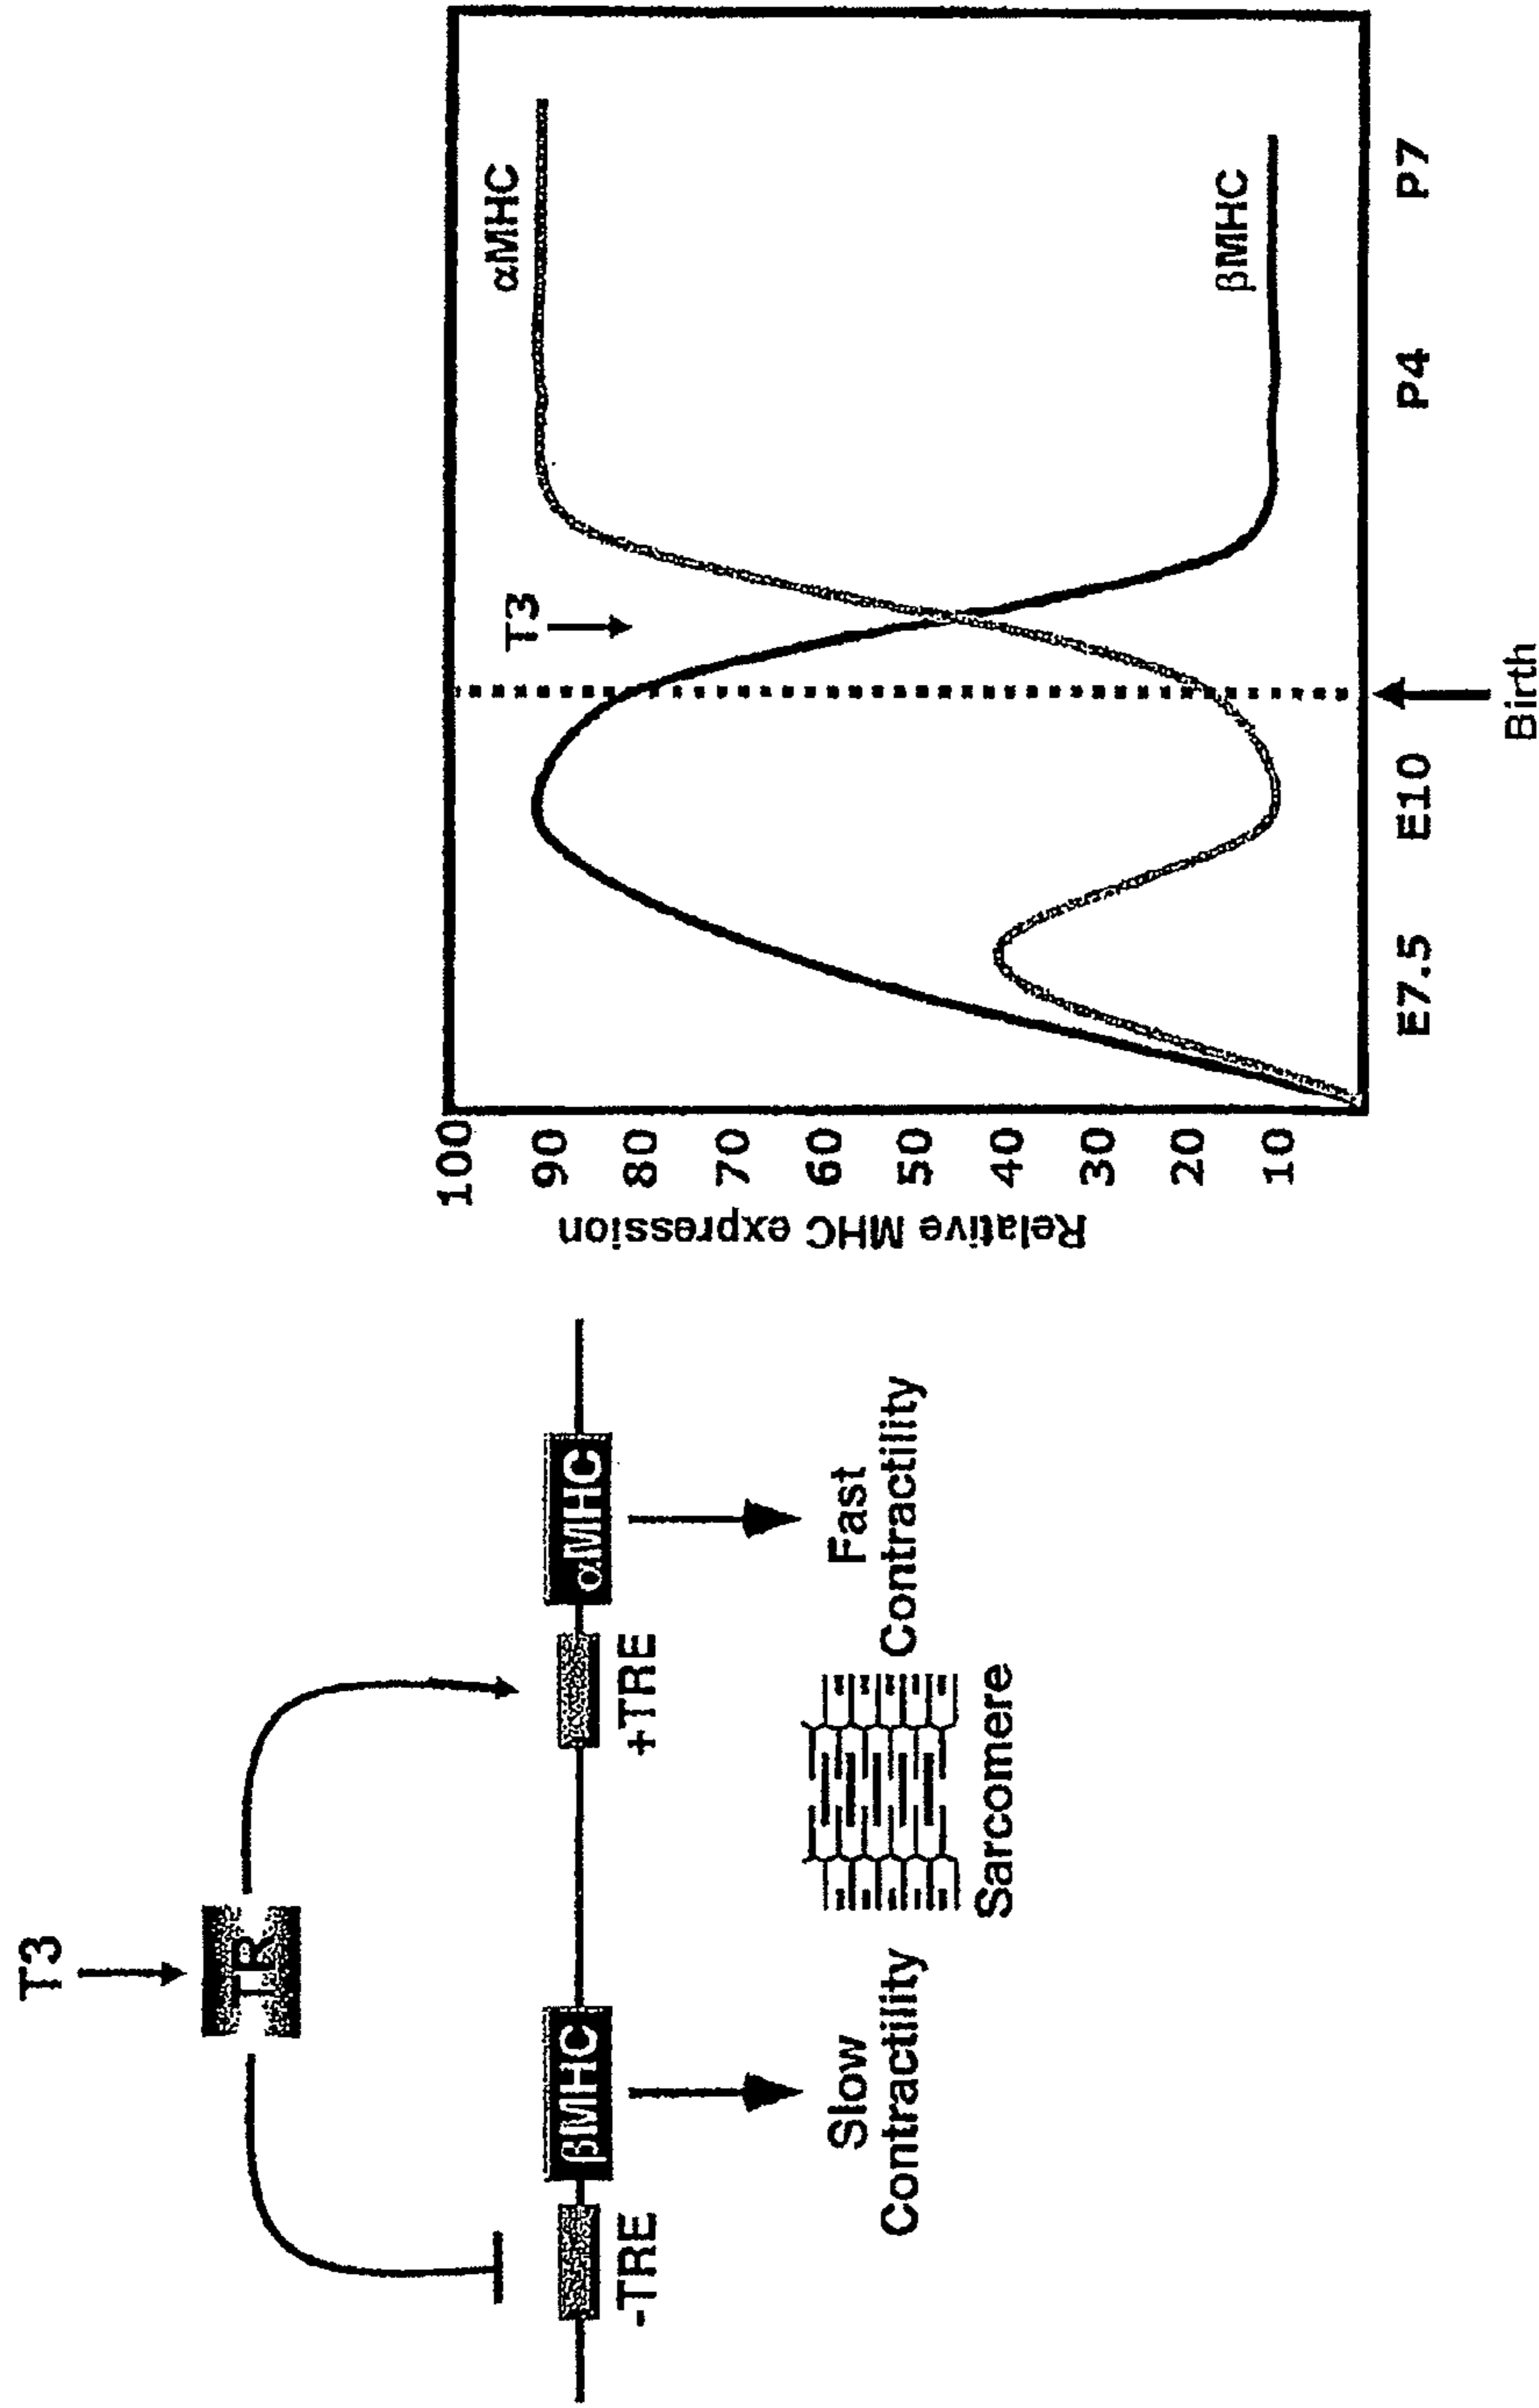 T3
TR
βMHC
αMHC
-TRE
+TRE
Slow
Contractility
Fast
Contractility
Sarcomere
Relative MHC expression
100
90
80
70
60
50
40
30
20
10
T3
αMHC
βMHC
E7.5 E10 P4 P7
Birth